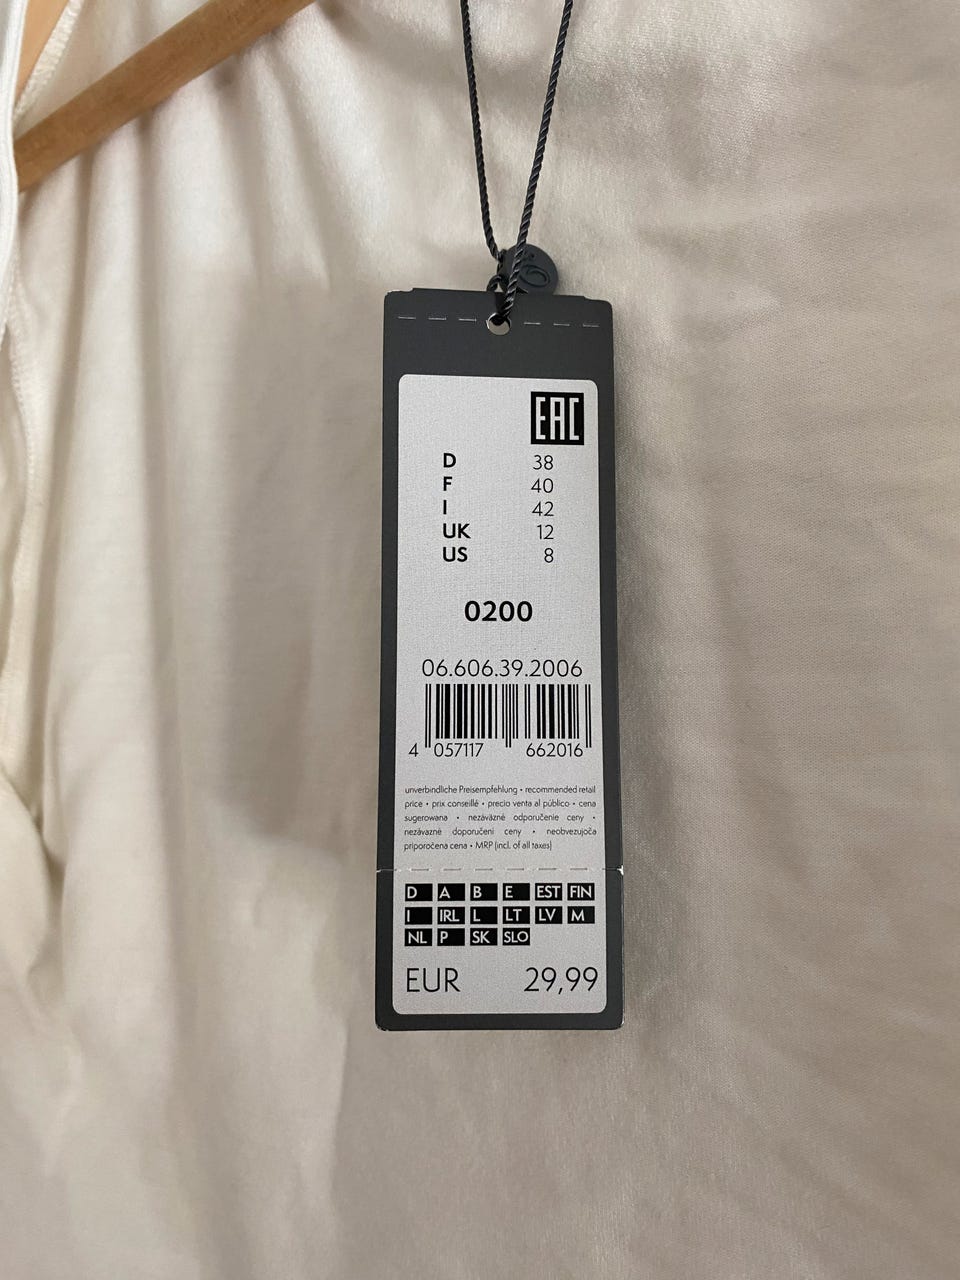 EAC
D 38
F 40
I 42
UK 12
US 8
0200
06.606.39.2006
4 057117 662016
unverbindliche Preisempfehlung • recommended retail
price • prix conseillé • precio venta al público • cena
sugerowana • nezáväzné odporučenie ceny •
nezávazné doporučení ceny • neobvezujoča
priporočena cena • MRP (incl. of all taxes)
D A B E EST FIN
I IRL L LT LV M
NL P SK SLO
EUR 29,99